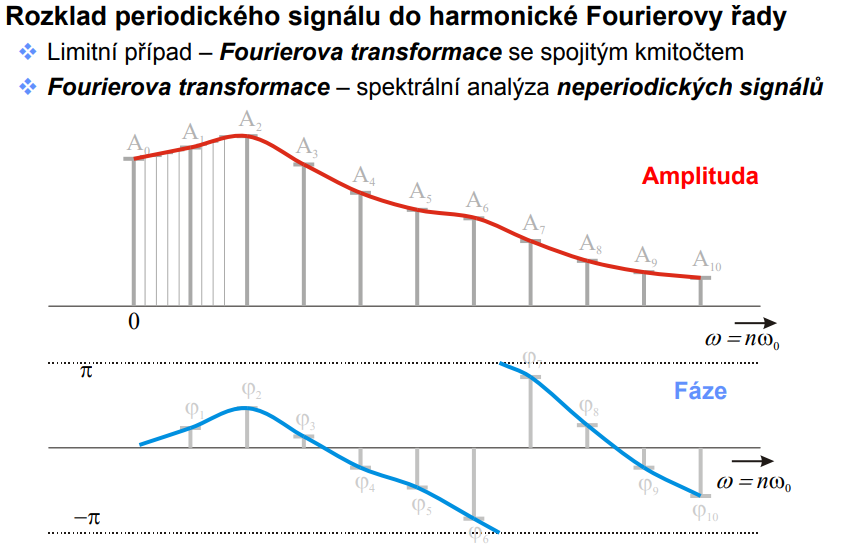 Rozklad periodického signálu do harmonické Fourierovy řady
❖ Limitní případ – Fourierova transformace se spojitým kmitočtem
❖ Fourierova transformace – spektrální analýza neperiodických signálů
A₀ A₁ A₂ A₃ A₄ A₅ A₆ A₇ A₈ A₉ A₁₀
Amplituda
0
ω = nω₀
π
φ₁ φ₂ φ₃ φ₄ φ₅ φ₆ φ₇ φ₈ φ₉ φ₁₀
Fáze
ω = nω₀
−π